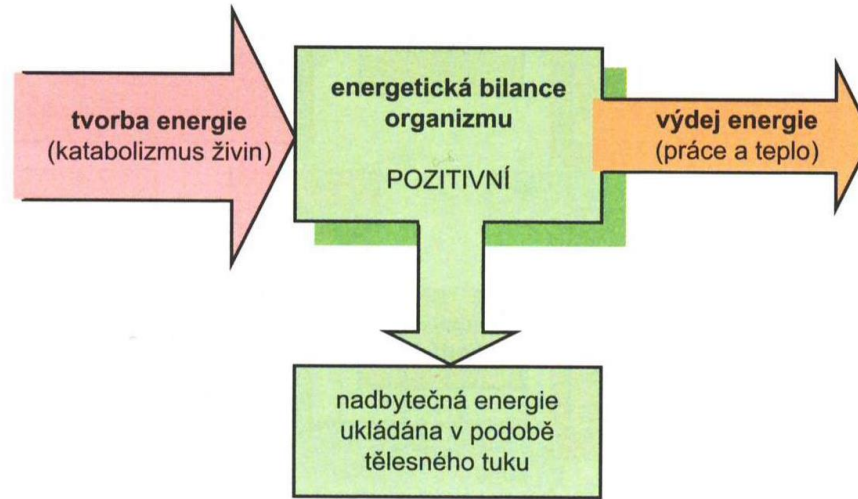 tvorba energie
(katabolizmus živin)
energetická bilance
organizmu
POZITIVNÍ
výdej energie
(práce a teplo)
nadbytečná energie
ukládána v podobě
tělesného tuku